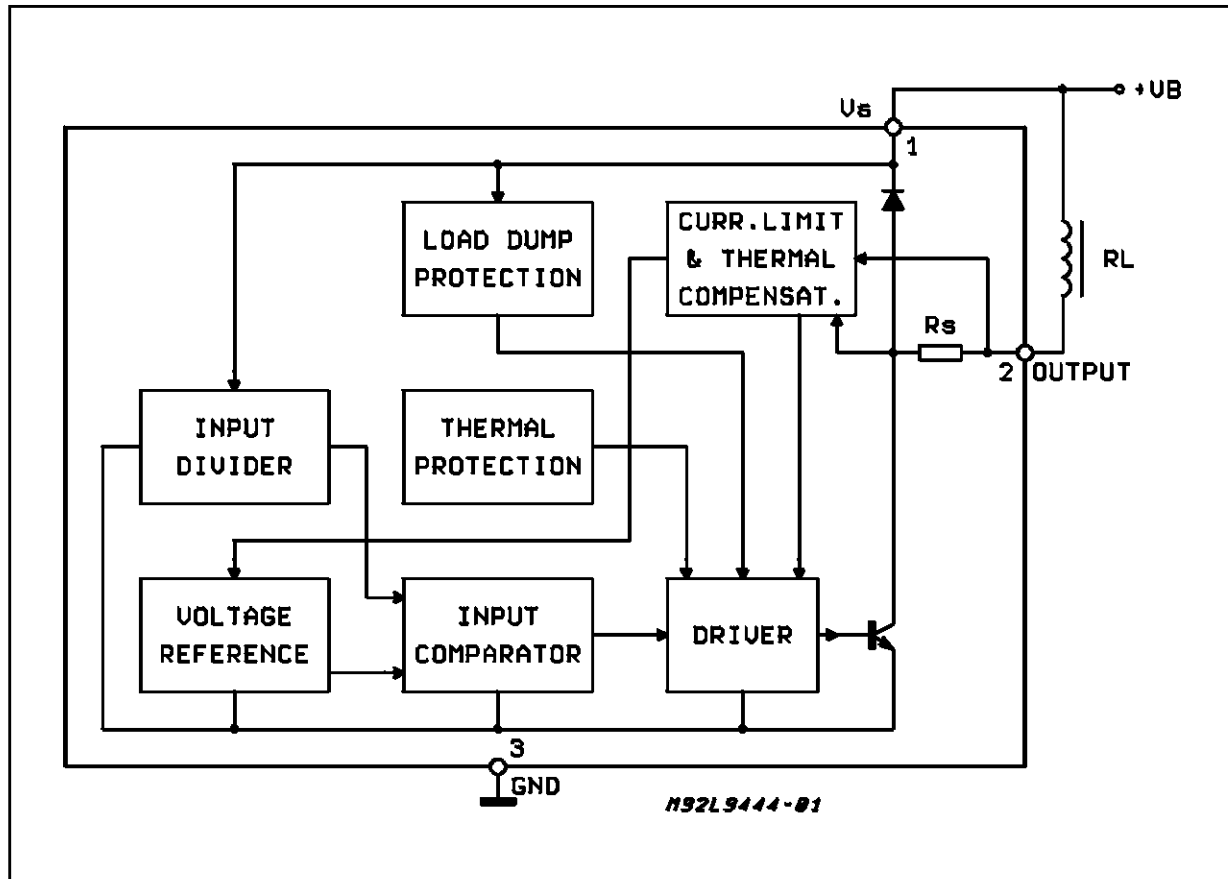 +VB
Vs
1
LOAD DUMP
PROTECTION
CURR.LIMIT
& THERMAL
COMPENSAT.
RL
Rs
2 OUTPUT
INPUT
DIVIDER
THERMAL
PROTECTION
VOLTAGE
REFERENCE
INPUT
COMPARATOR
DRIVER
3
GND
M92L9444-01